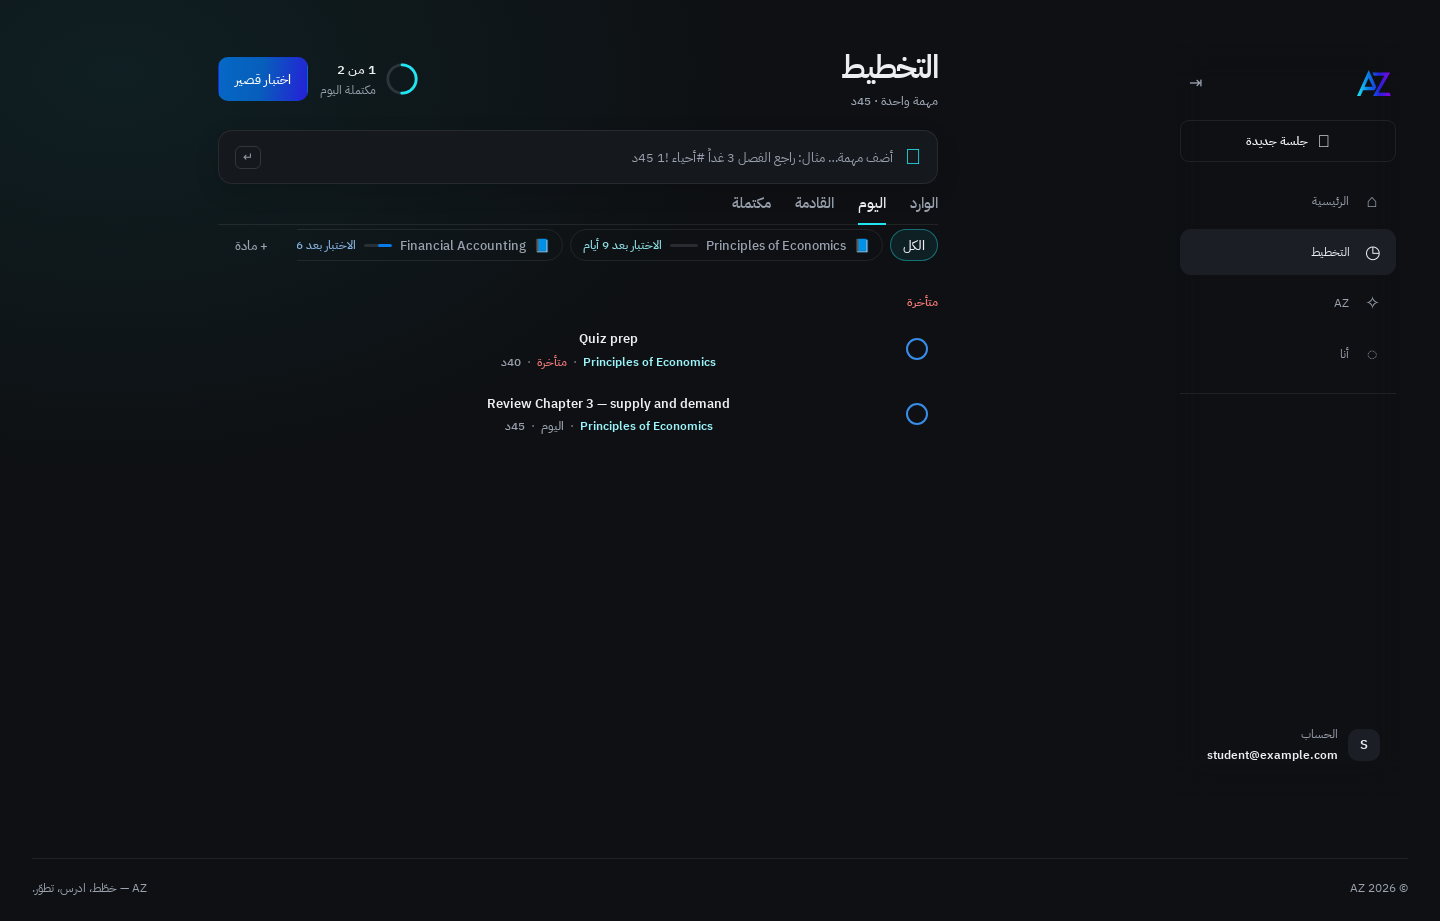 AZ
جلسة جديدة
الرئيسية
التخطيط
AZ
أنا
الحساب
S
student@example.com
التخطيط
مهمة واحدة · 45د
1 من 2
مكتملة اليوم
اختبار قصير
أضف مهمة… مثال: راجع الفصل 3 غداً #أحياء !1 45د
الوارد اليوم القادمة مكتملة
الكل Principles of Economics الاختبار بعد 9 أيام Financial Accounting الاختبار بعد 6 + مادة
متأخرة
Quiz prep
Principles of Economics · متأخرة · 40د
Review Chapter 3 — supply and demand
Principles of Economics · اليوم · 45د
© 2026 AZ
AZ — خطّط، ادرس، تطوّر.